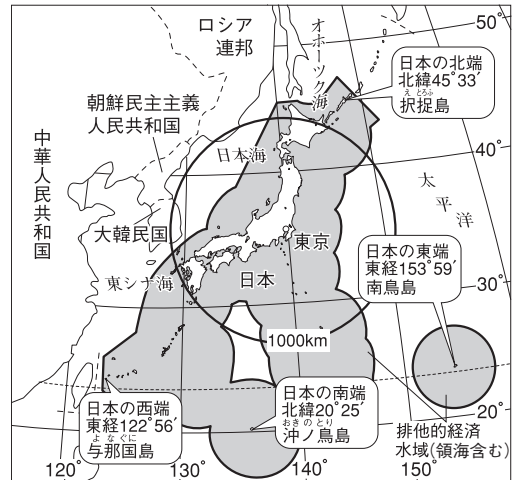 ロシア
連邦
オホーツク海
50°
日本の北端
北緯45°33′
えとろふ
択捉島
朝鮮民主主義
人民共和国
日本海
40°
中華人民共和国
太平洋
大韓民国
東京
日本の東端
東経153°59′
南鳥島
東シナ海
日本
30°
1000km
日本の西端
東経122°56′
よなぐに
与那国島
日本の南端
北緯20°25′
おきのとり
沖ノ鳥島
排他的経済
水域(領海含む)
20°
120°
130°
140°
150°